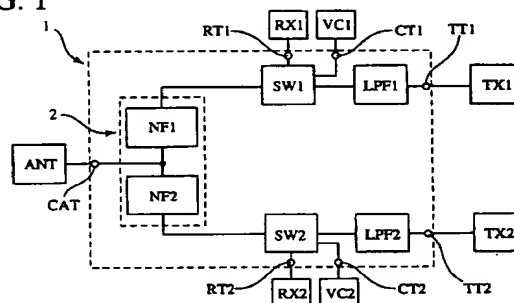 G. 1
1
RX1
VC1
RT1
CT1
TT1
SW1
LPF1
TX1
2
NF1
ANT
CAT
NF2
SW2
LPF2
TX2
RT2
RX2
VC2
CT2
TT2